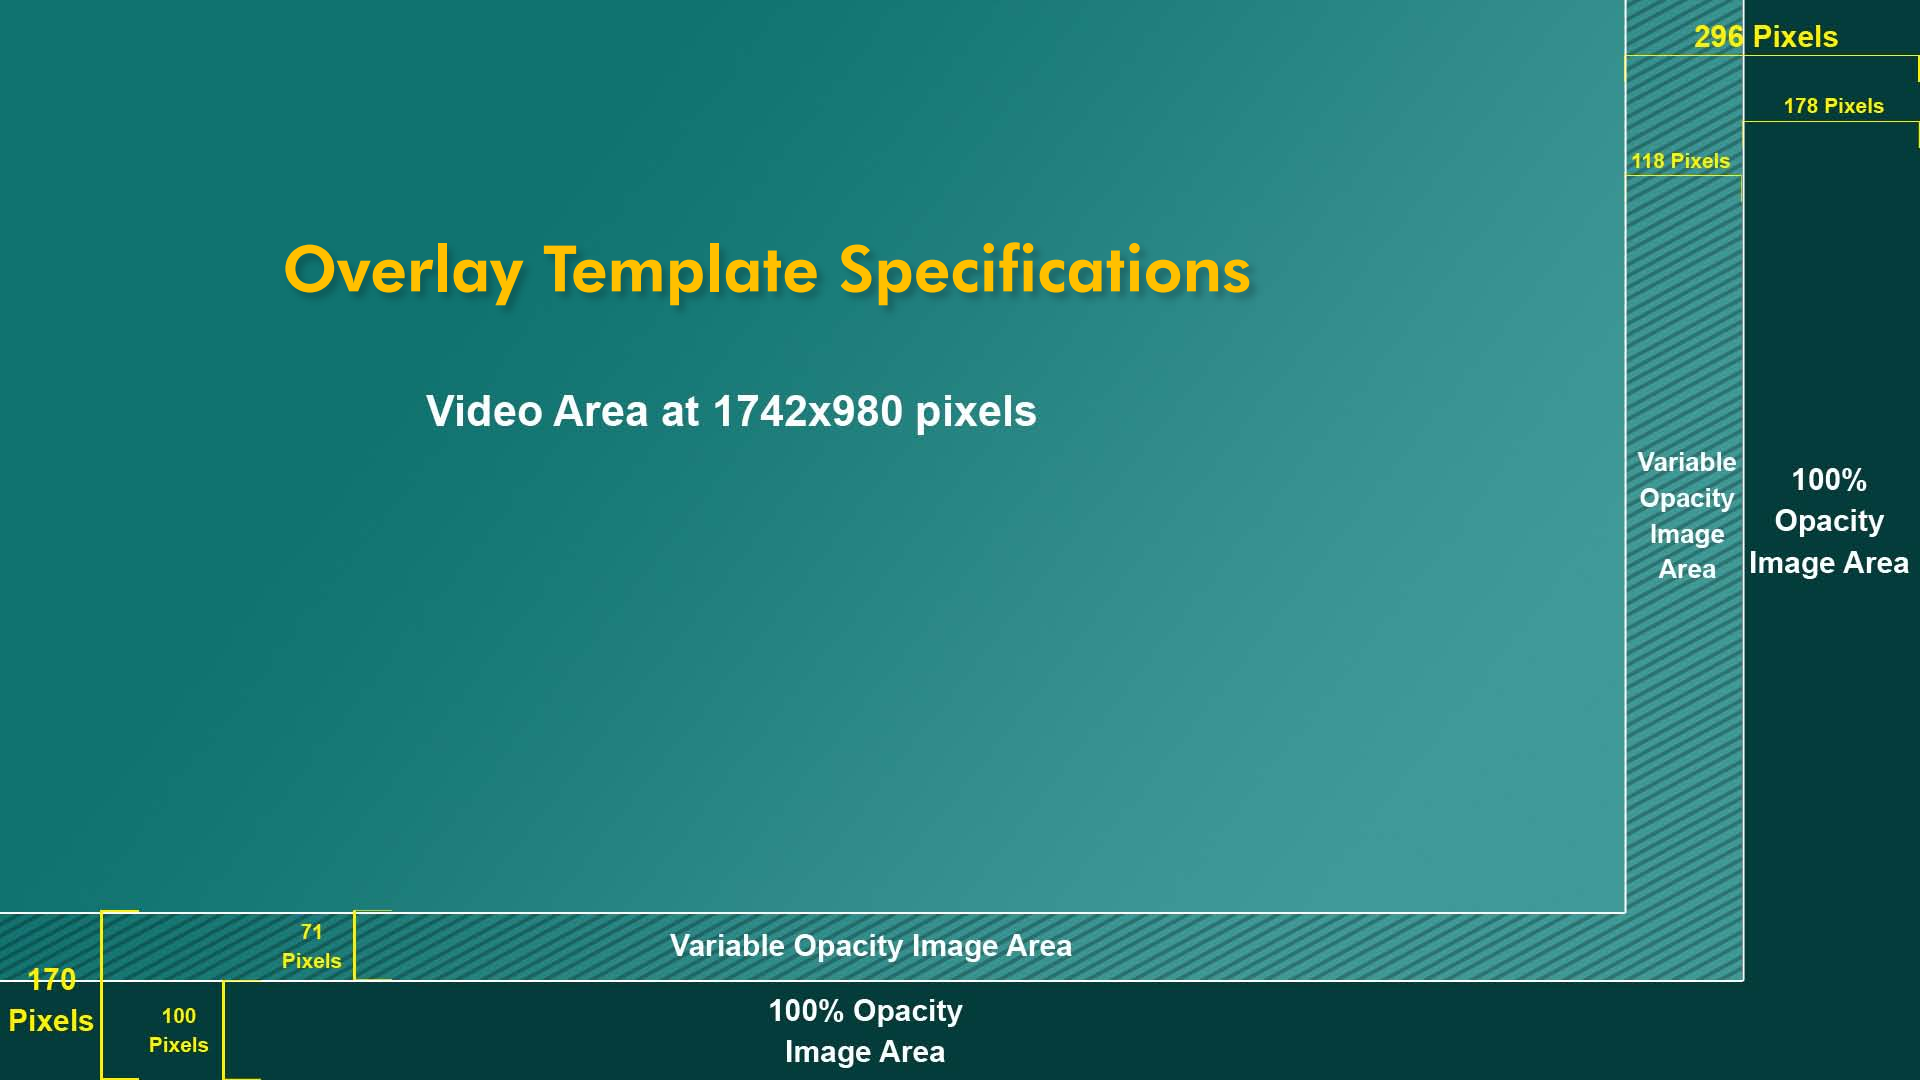 296 Pixels
178 Pixels
118 Pixels
Overlay Template Specifications
Video Area at 1742x980 pixels
Variable
Opacity
Image
Area
100%
Opacity
Image Area
71
Pixels
Variable Opacity Image Area
170
Pixels
100
Pixels
100% Opacity
Image Area